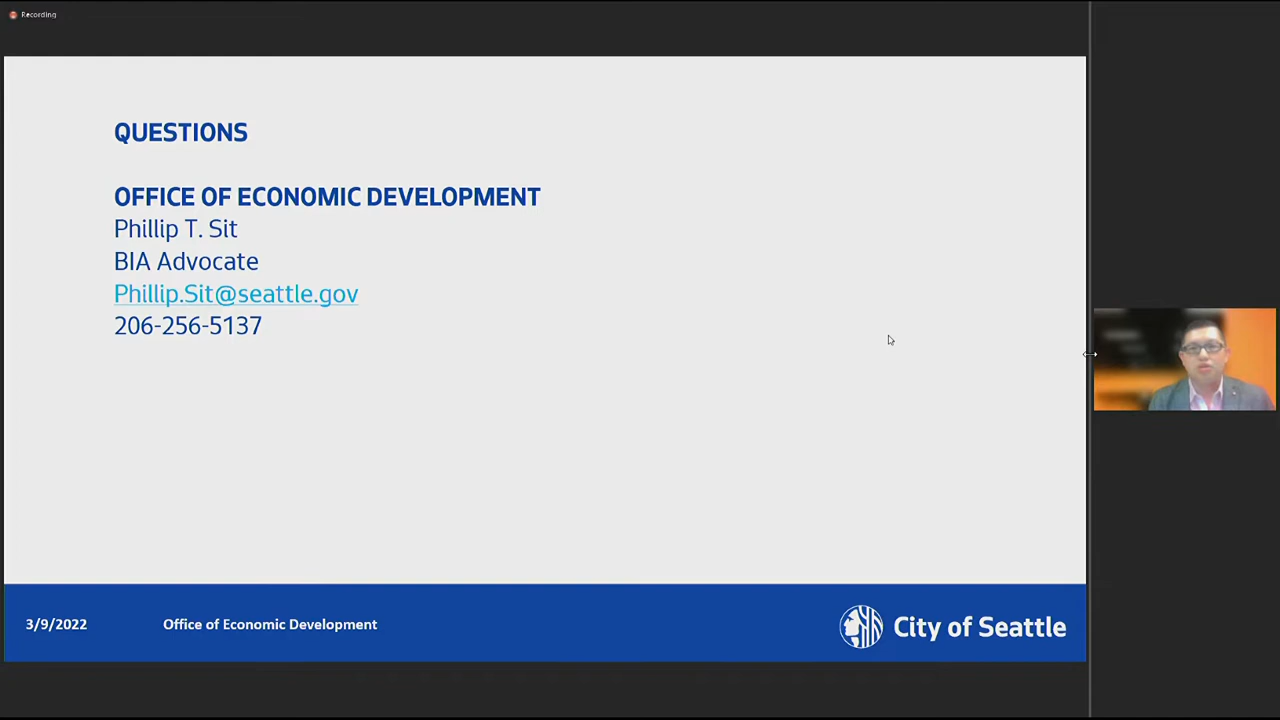 Recording
QUESTIONS
OFFICE OF ECONOMIC DEVELOPMENT
Phillip T. Sit
BIA Advocate
Phillip.Sit@seattle.gov
206-256-5137
3/9/2022
Office of Economic Development
City of Seattle